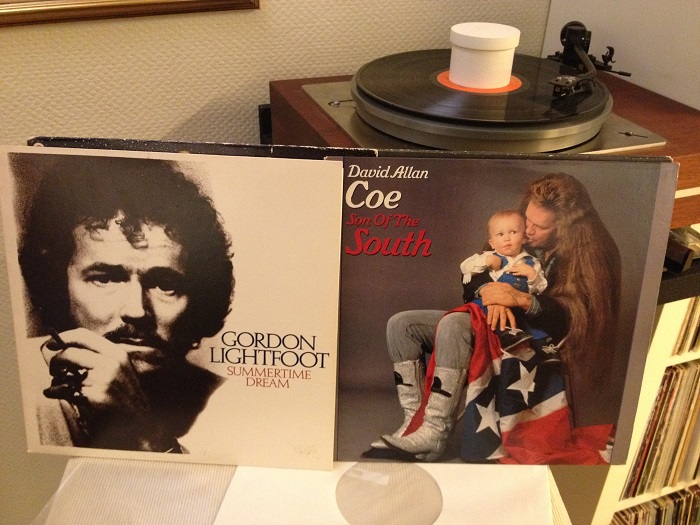 GORDON
LIGHTFOOT
SUMMERTIME
DREAM
David Allan
Coe
Son Of The
South